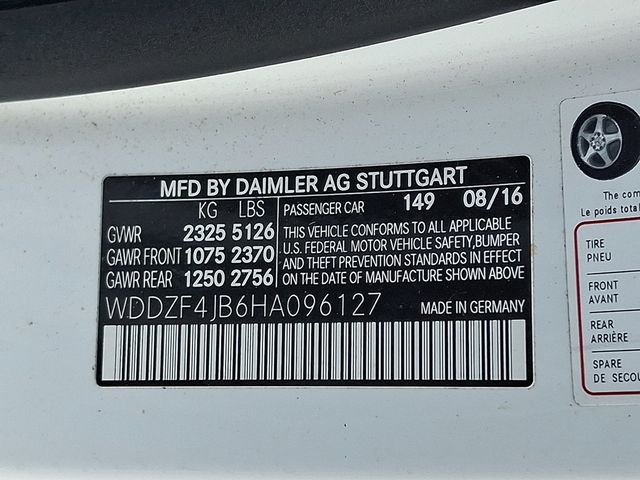 MFD BY DAIMLER AG STUTTGART
KG LBS
GVWR 2325 5126
GAWR FRONT 1075 2370
GAWR REAR 1250 2756
PASSENGER CAR 149 08/16
THIS VEHICLE CONFORMS TO ALL APPLICABLE
U.S. FEDERAL MOTOR VEHICLE SAFETY,BUMPER
AND THEFT PREVENTION STANDARDS IN EFFECT
ON THE DATE OF MANUFACTURE SHOWN ABOVE
WDDZF4JB6HA096127
MADE IN GERMANY
The com
Le poids total
TIRE
PNEU
FRONT
AVANT
REAR
ARRIÈRE
SPARE
DE SECOU